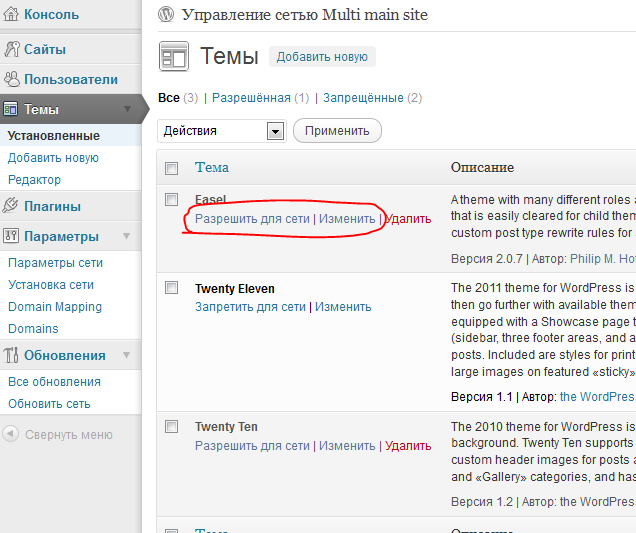 Консоль
Сайты
Пользователи
Темы
Установленные
Добавить новую
Редактор
Плагины
Параметры
Параметры сети
Установка сети
Domain Mapping
Domains
Обновления
Все обновления
Обновить сеть
Свернуть меню
Управление сетью Multi main site
Темы Добавить новую
Все (3) | Разрешённая (1) | Запрещённые (2)
Действия Применить
Тема Описание
Easel
Разрешить для сети | Изменить | Удалить
A theme with many different roles a
that is easily cleared for child them
custom post type rewrite rules for
Версия 2.0.7 | Автор: Philip M. Ho
Twenty Eleven
Запретить для сети | Изменить
The 2011 theme for WordPress is
then go further with available them
equipped with a Showcase page t
(sidebar, three footer areas, and a
posts. Included are styles for print
large images on featured «sticky»
Версия 1.1 | Автор: the WordPress
Twenty Ten
Разрешить для сети | Изменить | Удалить
The 2010 theme for WordPress is
background. Twenty Ten supports
custom header images for posts a
and «Gallery» categories, and has
Версия 1.2 | Автор: the WordPress
Тема Описание